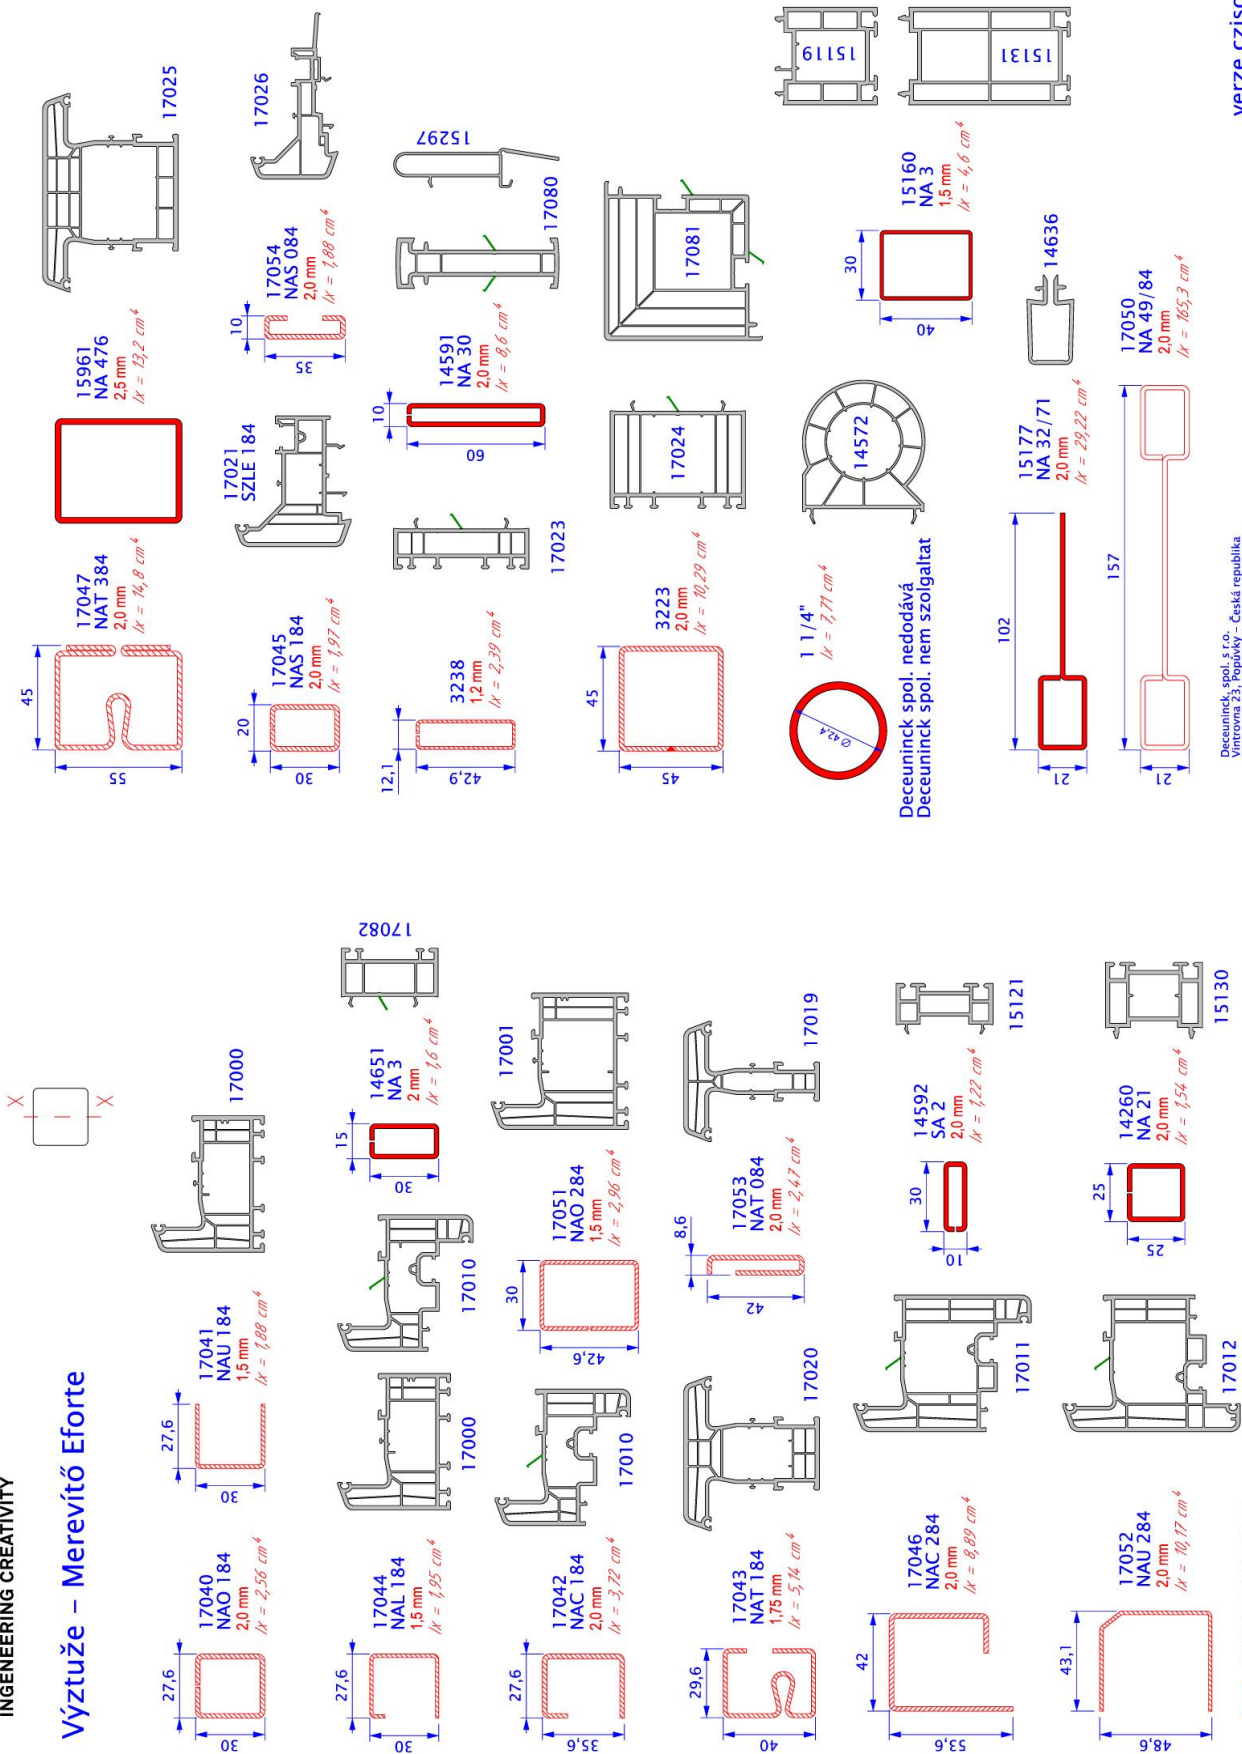 INGENEERING CREATIVITY
Výztuže – Merevítő Eforte
X
X
27,6
30
17040
NAO 184
2,0 mm
Ix = 2,56 cm⁴
27,6
30
17041
NAU 184
1,5 mm
Ix = 1,88 cm⁴
17000
27,6
30
17044
NAL 184
1,5 mm
Ix = 1,95 cm⁴
17000
17010
15
30
14651
NA 3
2 mm
Ix = 1,6 cm⁴
17082
27,6
35,6
17042
NAC 184
2,0 mm
Ix = 3,72 cm⁴
17010
30
42,6
17051
NAO 284
1,5 mm
Ix = 2,96 cm⁴
17001
29,6
40
17043
NAT 184
1,75 mm
Ix = 5,14 cm⁴
17020
8,6
42
17053
NAT 084
2,0 mm
Ix = 2,47 cm⁴
17019
42
53,6
17046
NAC 284
2,0 mm
Ix = 8,89 cm⁴
17011
30
10
14592
SA 2
2,0 mm
Ix = 1,22 cm⁴
15121
43,1
48,6
17052
NAU 284
2,0 mm
Ix = 10,17 cm⁴
17012
25
25
14260
NA 21
2,0 mm
Ix = 1,54 cm⁴
15130
45
55
17047
NAT 384
2,0 mm
Ix = 14,8 cm⁴
15961
NA 476
2,5 mm
Ix = 13,2 cm⁴
17025
20
30
17045
NAS 184
2,0 mm
Ix = 1,97 cm⁴
17021
SZLE 184
10
35
17054
NAS 084
2,0 mm
Ix = 1,88 cm⁴
17026
12,1
42,9
3238
1,2 mm
Ix = 2,39 cm⁴
17023
10
60
14591
NA 30
2,0 mm
Ix = 8,6 cm⁴
17080
15297
45
45
3223
2,0 mm
Ix = 10,29 cm⁴
17024
17081
Ø 42,4
1 1/4"
Ix = 7,71 cm⁴
Deceuninck spol. nedodává
Deceuninck spol. nem szolgaltat
14572
30
40
15160
NA 3
1,5 mm
Ix = 4,6 cm⁴
15119
15131
102
21
15177
NA 32/71
2,0 mm
Ix = 29,22 cm⁴
14636
157
21
17050
NA 49/84
2,0 mm
Ix = 165,3 cm⁴
Deceuninck, spol. s r.o.
Vintrovna 23, Popůvky – Česká republika